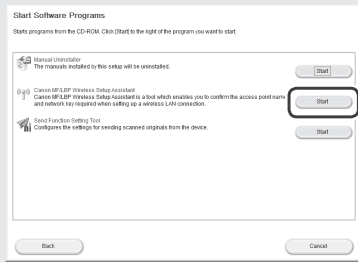 Start Software Programs
Starts programs from the CD-ROM. Click [Start] to the right of the program you want to start.
Manual Uninstaller
The manuals installed by this setup will be uninstalled.
Start
Canon MF/LBP Wireless Setup Assistant
Canon MF/LBP Wireless Setup Assistant is a tool which enables you to confirm the access point name
and network key required when setting up a wireless LAN connection.
Start
Send Function Setting Tool
Configures the settings for sending scanned originals from the device.
Start
Back
Cancel